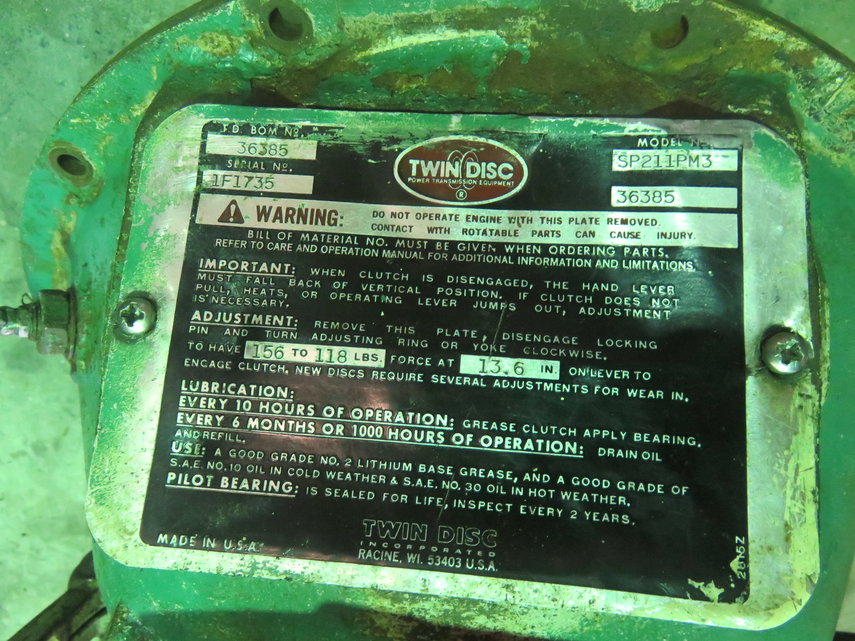 T.D. BOM NO.
36385
SERIAL NO.
1F1735
TWIN DISC
POWER TRANSMISSION EQUIPMENT
®
MODEL
SP211PM3
36385
WARNING: DO NOT OPERATE ENGINE WITH THIS PLATE REMOVED.
CONTACT WITH ROTATABLE PARTS CAN CAUSE INJURY.
BILL OF MATERIAL NO. MUST BE GIVEN WHEN ORDERING PARTS.
REFER TO CARE AND OPERATION MANUAL FOR ADDITIONAL INFORMATION AND LIMITATIONS.
IMPORTANT: WHEN CLUTCH IS DISENGAGED, THE HAND LEVER
MUST FALL BACK OF VERTICAL POSITION. IF CLUTCH DOES NOT
PULL, HEATS, OR OPERATING LEVER JUMPS OUT, ADJUSTMENT
IS NECESSARY.
ADJUSTMENT: REMOVE THIS PLATE, DISENGAGE LOCKING
PIN AND TURN ADJUSTING RING OR YOKE CLOCKWISE.
TO HAVE 156 TO 118 LBS. FORCE AT 13.6 IN. ON LEVER TO
ENGAGE CLUTCH. NEW DISCS REQUIRE SEVERAL ADJUSTMENTS FOR WEAR IN.
LUBRICATION:
EVERY 10 HOURS OF OPERATION: GREASE CLUTCH APPLY BEARING.
EVERY 6 MONTHS OR 1000 HOURS OF OPERATION: DRAIN OIL
AND REFILL.
USE: A GOOD GRADE NO. 2 LITHIUM BASE GREASE, AND A GOOD GRADE OF
S.A.E. NO. 10 OIL IN COLD WEATHER & S.A.E. NO. 30 OIL IN HOT WEATHER.
PILOT BEARING: IS SEALED FOR LIFE, INSPECT EVERY 2 YEARS.
TWIN DISC
INCORPORATED
RACINE, WI. 53403 U.S.A.
MADE IN U.S.A.